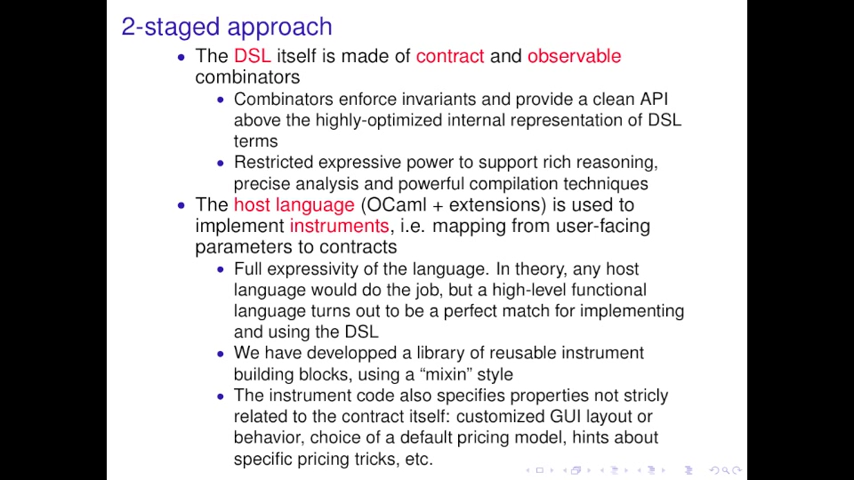 2-staged approach
• The DSL itself is made of contract and observable
combinators
• Combinators enforce invariants and provide a clean API
above the highly-optimized internal representation of DSL
terms
• Restricted expressive power to support rich reasoning,
precise analysis and powerful compilation techniques
• The host language (OCaml + extensions) is used to
implement instruments, i.e. mapping from user-facing
parameters to contracts
• Full expressivity of the language. In theory, any host
language would do the job, but a high-level functional
language turns out to be a perfect match for implementing
and using the DSL
• We have developped a library of reusable instrument
building blocks, using a “mixin” style
• The instrument code also specifies properties not stricly
related to the contract itself: customized GUI layout or
behavior, choice of a default pricing model, hints about
specific pricing tricks, etc.